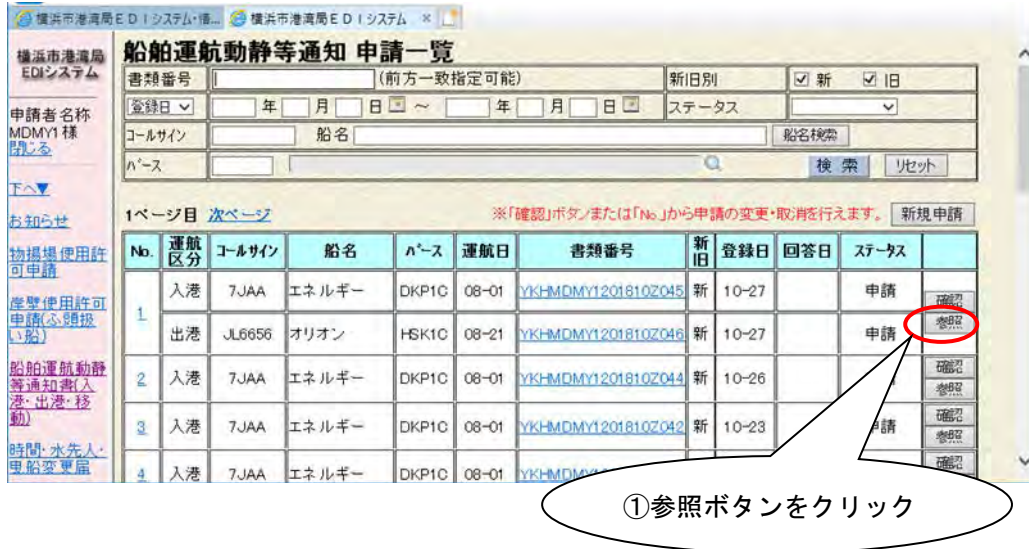 横浜市港湾局ＥＤＩシステム・情... 横浜市港湾局ＥＤＩシステム ×
横浜市港湾局
EDIシステム
申請者名称
MDMY1 様
閉じる
下へ▼
お知らせ
物揚場使用許
可申請
岸壁使用許可
申請(ふ頭扱
い船)
船舶運航動静
等通知書(入
港・出港・移
動)
時間・水先人・
曳船変更届
船舶運航動静等通知 申請一覧
書類番号 (前方一致指定可能) 新旧別 ☑ 新 ☑ 旧
登録日 年 月 日 ～ 年 月 日 ステータス
コールサイン 船名 船名検索
バース 検 索 リセット
1ページ目 次ページ ※「確認」ボタンまたは「No.」から申請の変更・取消を行えます。 新規申請
No. 運航区分 コールサイン 船名 バース 運航日 書類番号 新旧 登録日 回答日 ステータス
1 入港 7JAA エネルギー DKP1C 08-01 YKHMDMY1201810Z045 新 10-27 申請 確認
出港 JL6656 オリオン HSK1C 08-21 YKHMDMY1201810Z046 新 10-27 申請 参照
2 入港 7JAA エネルギー DKP1C 08-01 YKHMDMY1201810Z044 新 10-26 確認
参照
3 入港 7JAA エネルギー DKP1C 08-01 YKHMDMY1201810Z042 新 10-23 請 確認
参照
4 入港 7JAA エネルギー DKP1C 08-01 確認
①参照ボタンをクリック